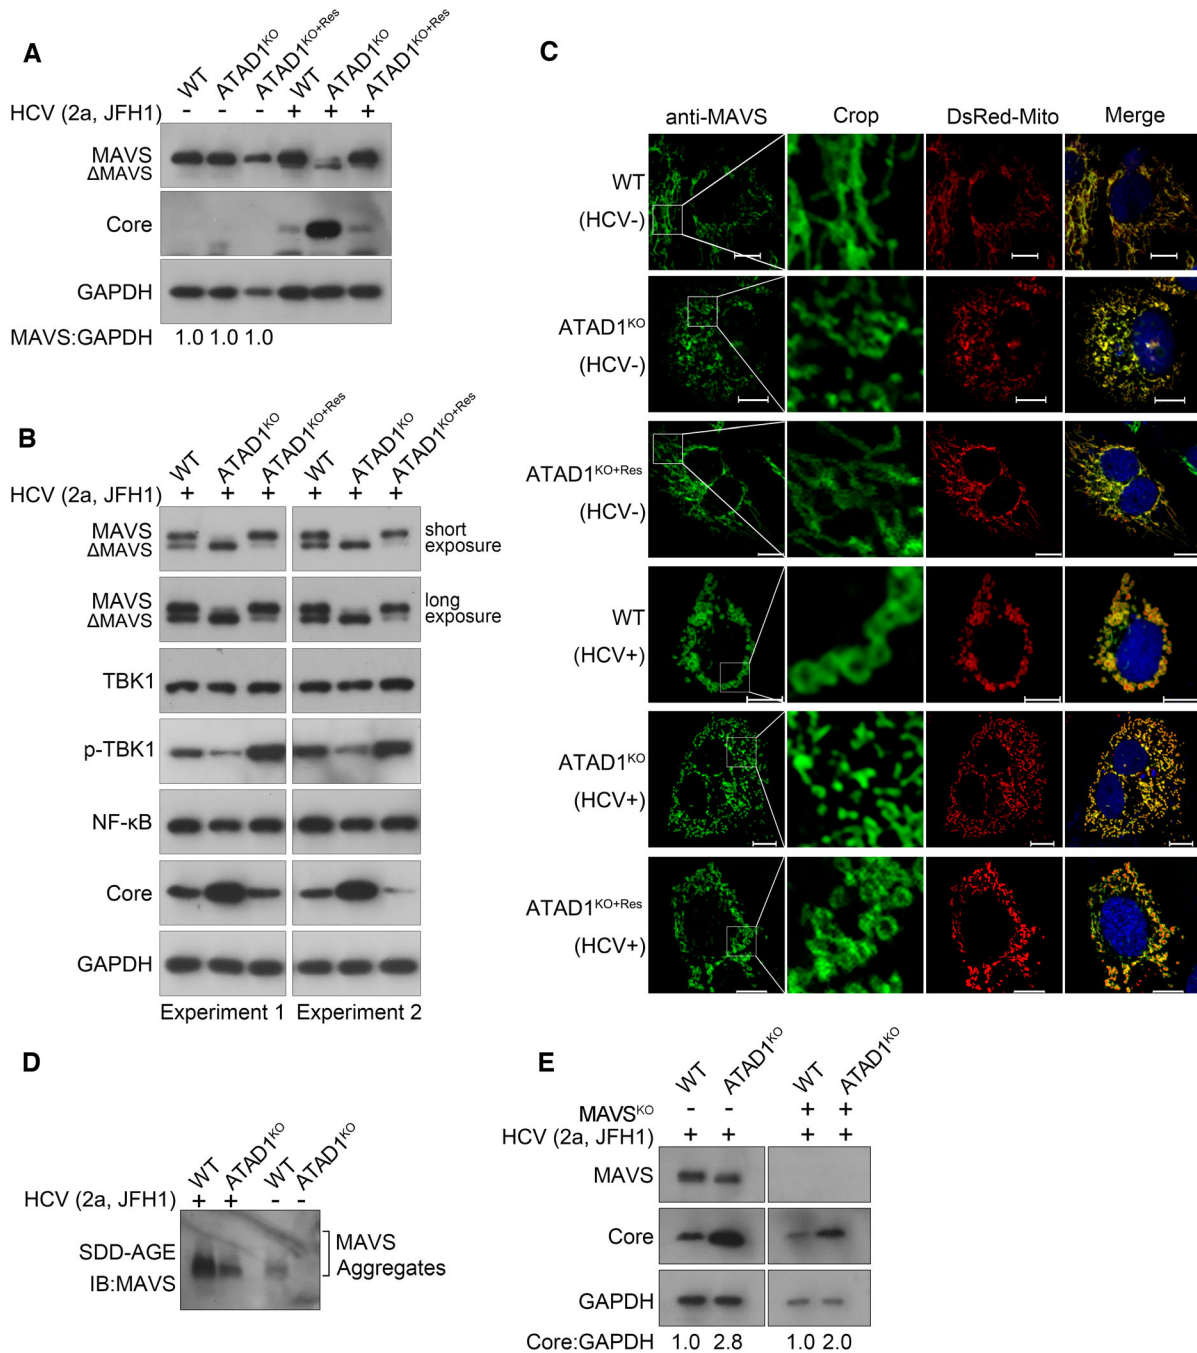 A
WT ATAD1KO ATAD1KO+Res WT ATAD1KO ATAD1KO+Res
HCV (2a, JFH1) - - - + + +
MAVS
ΔMAVS
Core
GAPDH
MAVS:GAPDH 1.0 1.0 1.0
B
WT ATAD1KO ATAD1KO+Res WT ATAD1KO ATAD1KO+Res
HCV (2a, JFH1) + + + + + +
MAVS short
ΔMAVS exposure
MAVS long
ΔMAVS exposure
TBK1
p-TBK1
NF-κB
Core
GAPDH
Experiment 1 Experiment 2
C
anti-MAVS Crop DsRed-Mito Merge
WT
(HCV-)
ATAD1KO
(HCV-)
ATAD1KO+Res
(HCV-)
WT
(HCV+)
ATAD1KO
(HCV+)
ATAD1KO+Res
(HCV+)
D
WT ATAD1KO WT ATAD1KO
HCV (2a, JFH1) + + - -
SDD-AGE MAVS
IB:MAVS Aggregates
E
WT ATAD1KO WT ATAD1KO
MAVSKO - - + +
HCV (2a, JFH1) + + + +
MAVS
Core
GAPDH
Core:GAPDH 1.0 2.8 1.0 2.0